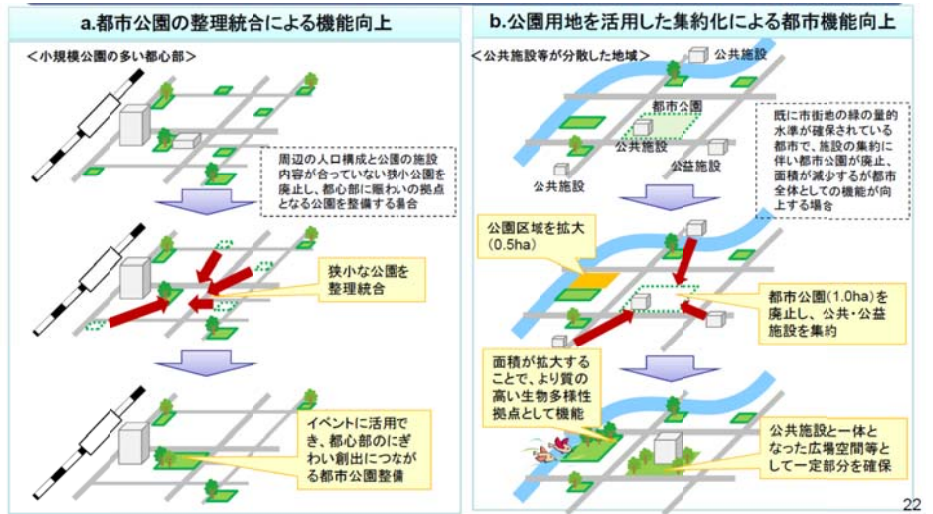 a.都市公園の整理統合による機能向上
＜小規模公園の多い都心部＞
周辺の人口構成と公園の施設
内容が合っていない狭小公園を
廃止し、都心部に賑わいの拠点
となる公園を整備する場合
狭小な公園を
整理統合
イベントに活用で
き、都心部のにぎ
わい創出につなが
る都市公園整備
b.公園用地を活用した集約化による都市機能向上
＜公共施設等が分散した地域＞
公共施設
都市公園
公共施設
公益施設
公共施設
既に市街地の緑の量的
水準が確保されている
都市で、施設の集約に
伴い都市公園が廃止、
面積が減少するが都市
全体としての機能が向
上する場合
公園区域を拡大
(0.5ha)
都市公園(1.0ha)を
廃止し、公共・公益
施設を集約
面積が拡大する
ことで、より質の
高い生物多様性
拠点として機能
公共施設と一体と
なった広場空間等と
して一定部分を確保
22